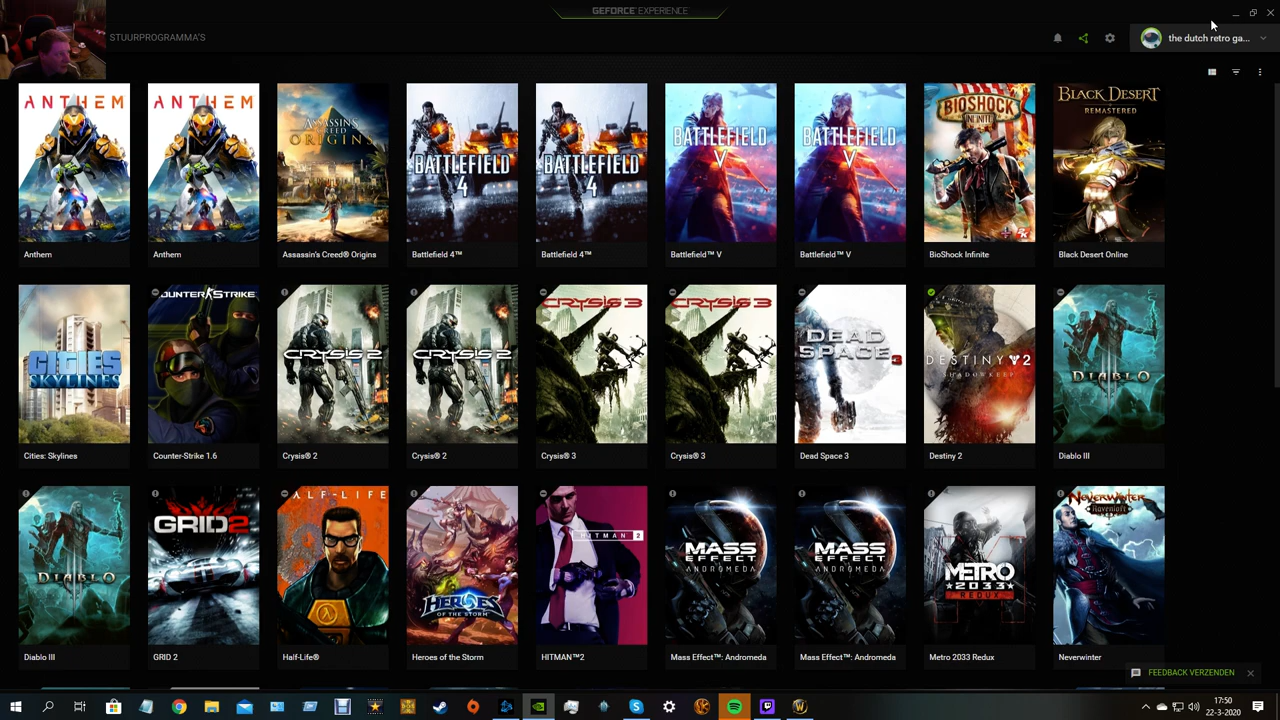 GEFORCE EXPERIENCE
STUURPROGRAMMA'S
the dutch retro ga...
ANTHEM
ANTHEM
ASSASSIN'S CREED ORIGINS
BATTLEFIELD 4
BATTLEFIELD 4
BATTLEFIELD V
BATTLEFIELD V
BIOSHOCK INFINITE
2K
BLACK DESERT
REMASTERED
Anthem
Anthem
Assassin's Creed® Origins
Battlefield 4™
Battlefield 4™
Battlefield™ V
Battlefield™ V
BioShock Infinite
Black Desert Online
CITIES SKYLINES
COUNTER-STRIKE
CRYSIS 2
CRYSIS 2
CRYSIS 3
CRYSIS 3
DEAD SPACE 3
DESTINY 2
SHADOWKEEP
DIABLO
Cities: Skylines
Counter-Strike 1.6
Crysis® 2
Crysis® 2
Crysis® 3
Crysis® 3
Dead Space 3
Destiny 2
Diablo III
DIABLO
GRID 2
HALF-LIFE
HEROES OF THE STORM
HITMAN 2
MASS EFFECT ANDROMEDA
MASS EFFECT ANDROMEDA
METRO 2033 REDUX
NEVERWINTER
Ravenloft
Diablo III
GRID 2
Half-Life®
Heroes of the Storm
HITMAN™2
Mass Effect™: Andromeda
Mass Effect™: Andromeda
Metro 2033 Redux
Neverwinter
FEEDBACK VERZENDEN
17:50
22-3-2020